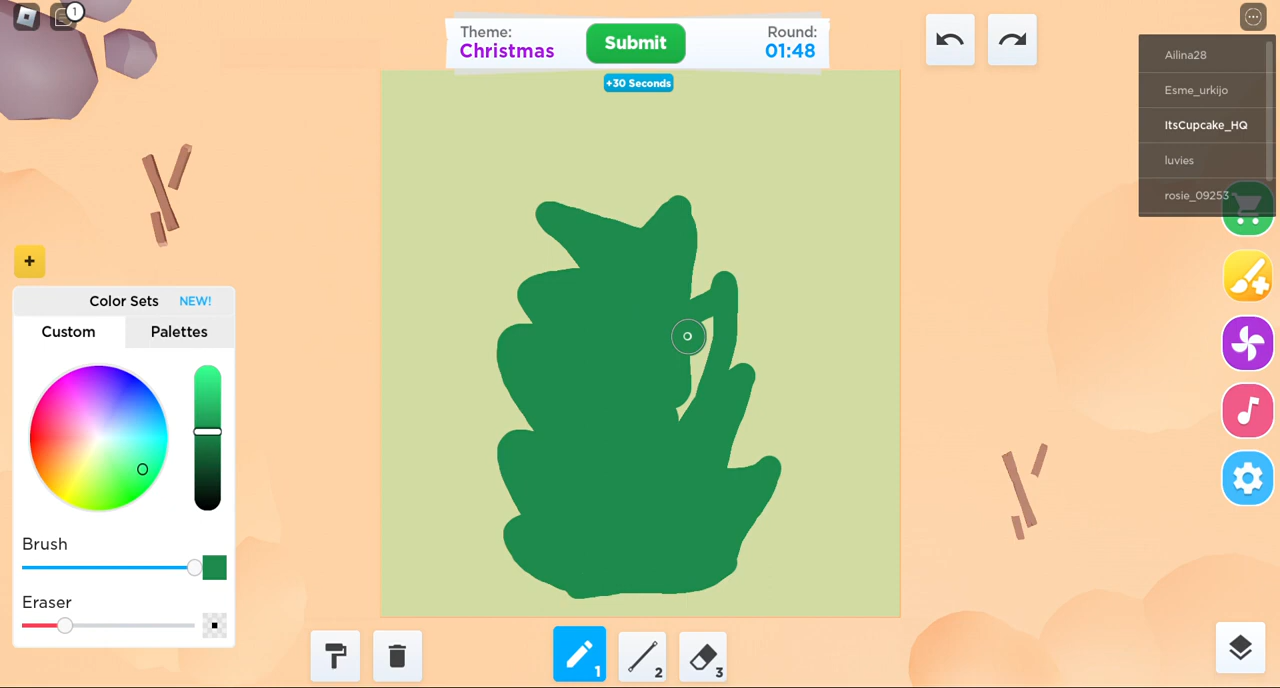 1
Theme:
Christmas
Submit
Round:
01:48
+30 Seconds
Ailina28
Esme_urkijo
ItsCupcake_HQ
luvies
rosie_09253
+
Color Sets NEW!
Custom
Palettes
Brush
Eraser
1
2
3